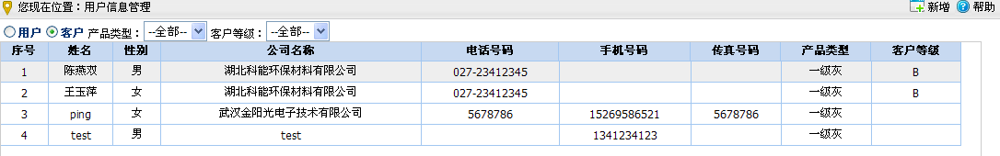 您现在位置：用户信息管理 新增 帮助
用户 客户 产品类型： --全部-- 客户等级： --全部--
序号 姓名 性别 公司名称 电话号码 手机号码 传真号码 产品类型 客户等级
1 陈燕双 男 湖北科能环保材料有限公司 027-23412345 一级灰 B
2 王玉萍 女 湖北科能环保材料有限公司 027-23412345 一级灰 B
3 ping 女 武汉金阳光电子技术有限公司 5678786 15269586521 5678786 一级灰
4 test 男 test 1341234123 一级灰